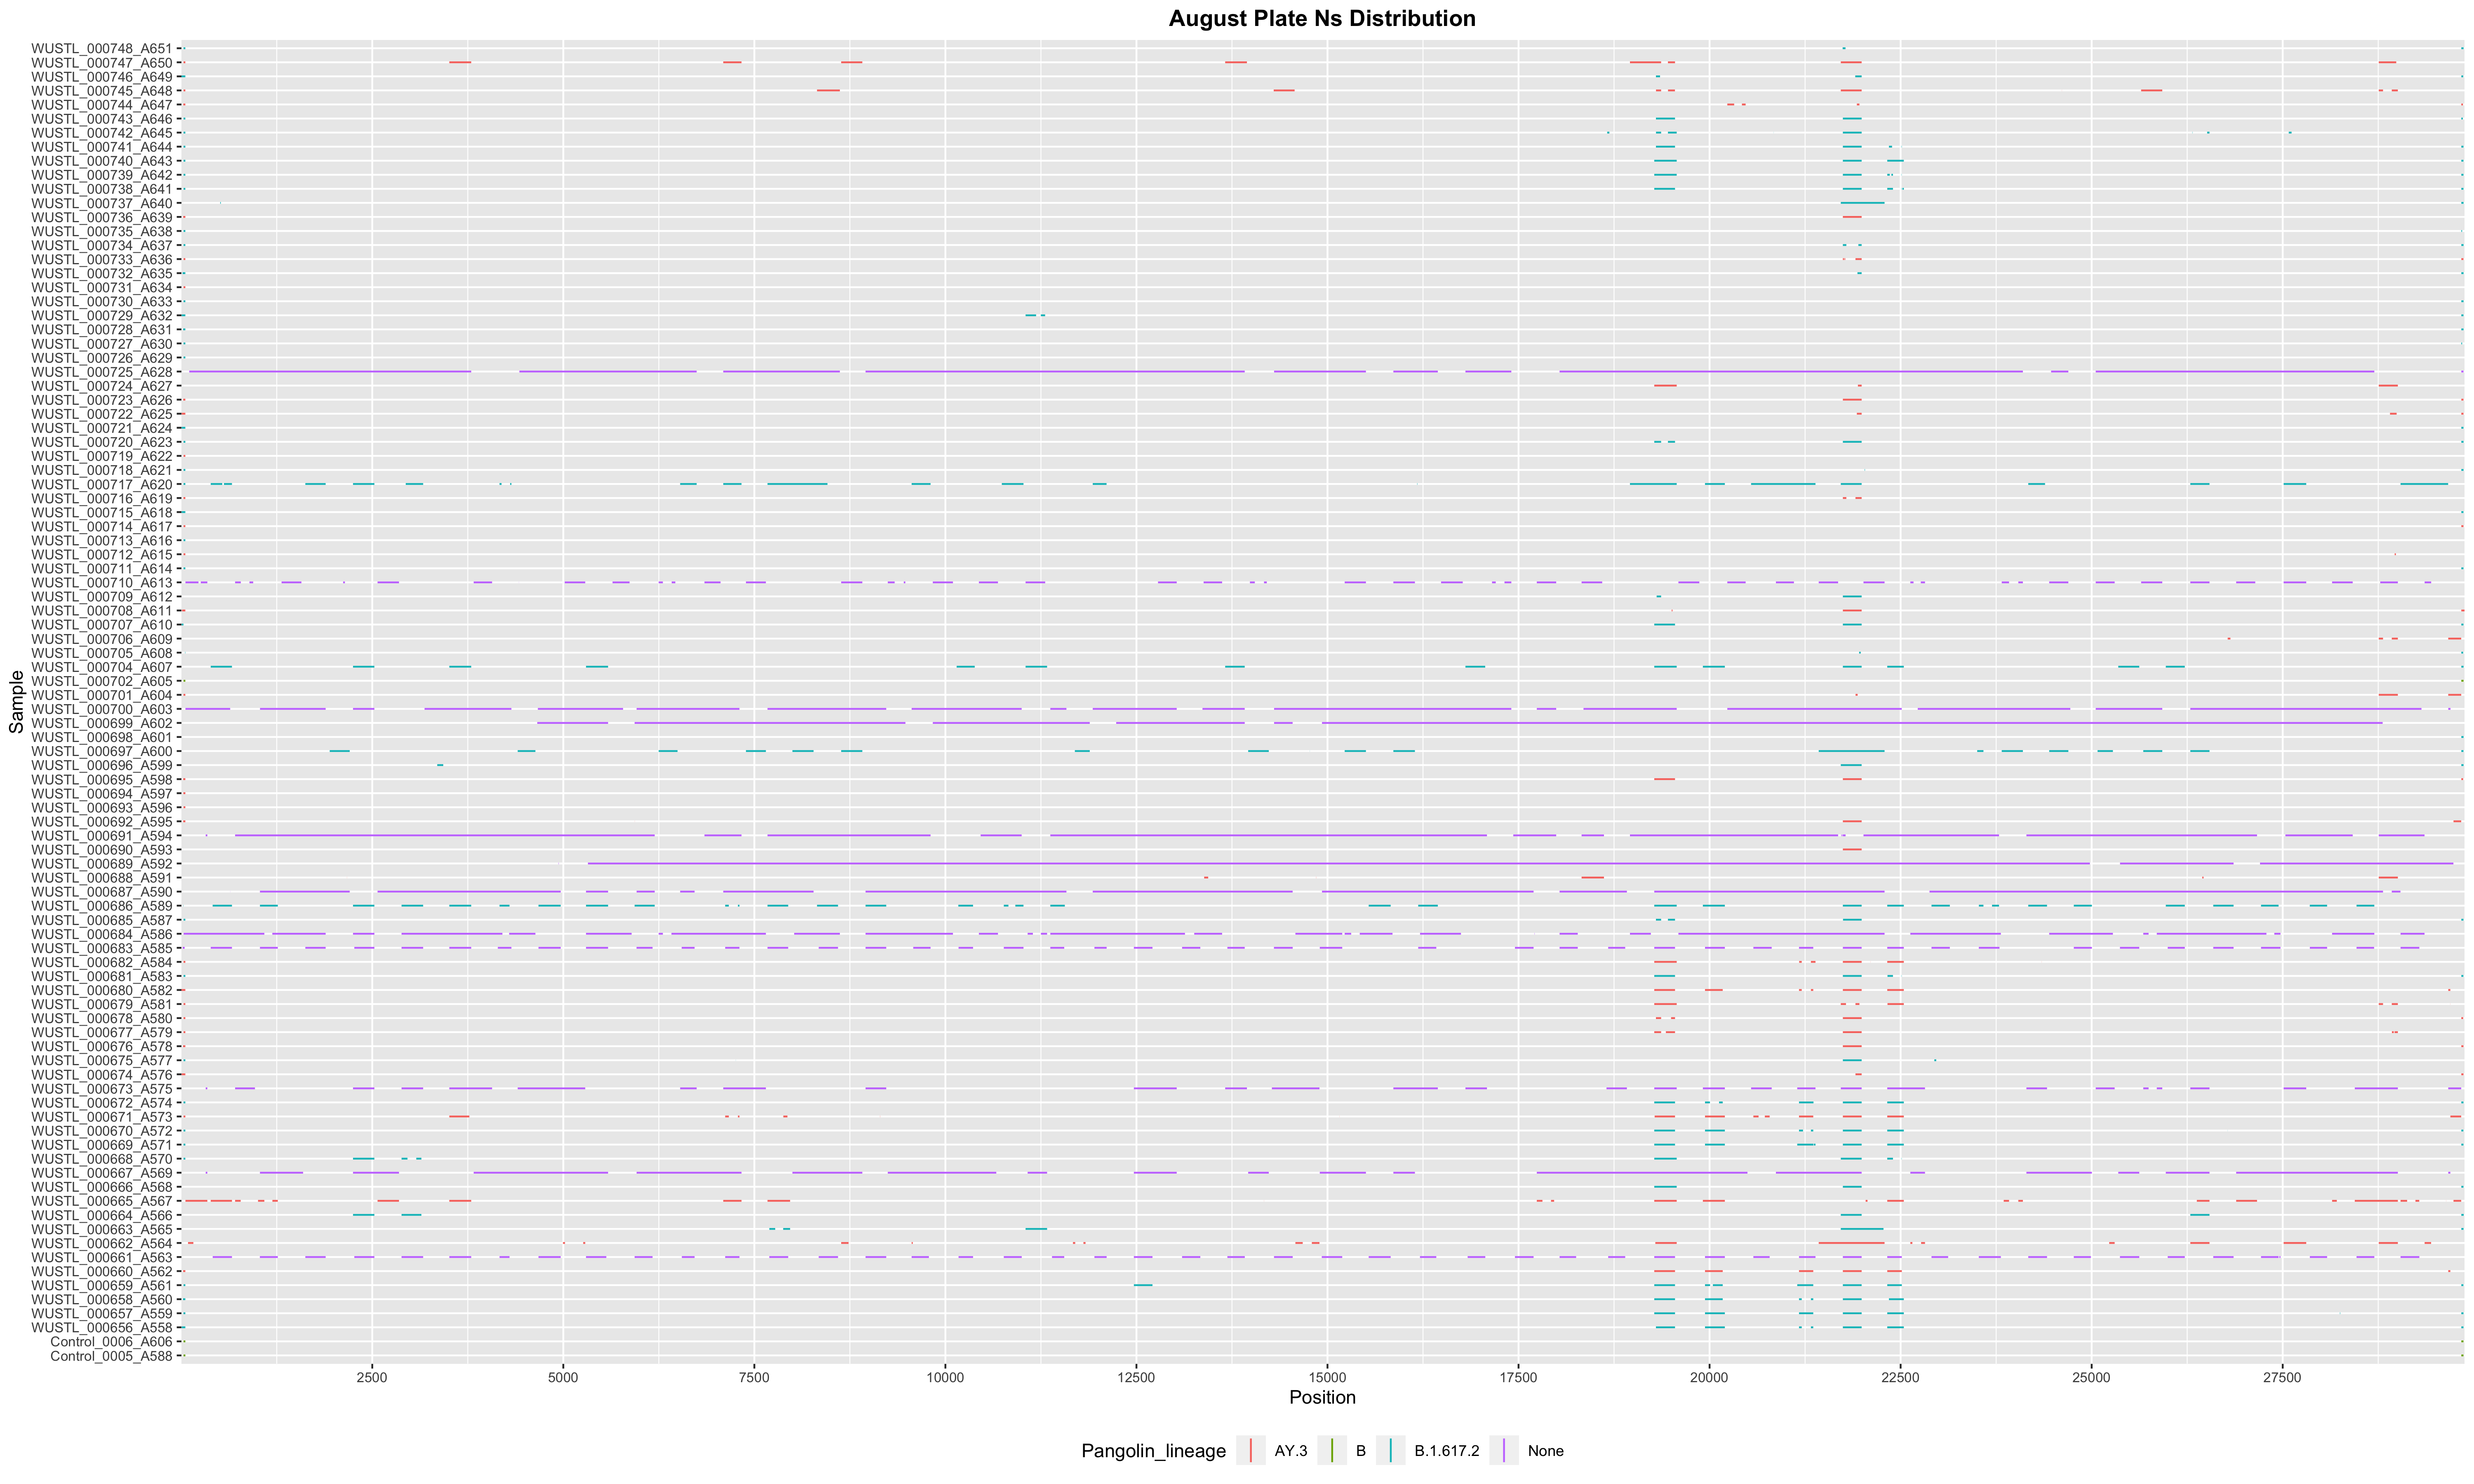 August Plate Ns Distribution
WUSTL_000748_A651
WUSTL_000747_A650
WUSTL_000746_A649
WUSTL_000745_A648
WUSTL_000744_A647
WUSTL_000743_A646
WUSTL_000742_A645
WUSTL_000741_A644
WUSTL_000740_A643
WUSTL_000739_A642
WUSTL_000738_A641
WUSTL_000737_A640
WUSTL_000736_A639
WUSTL_000735_A638
WUSTL_000734_A637
WUSTL_000733_A636
WUSTL_000732_A635
WUSTL_000731_A634
WUSTL_000730_A633
WUSTL_000729_A632
WUSTL_000728_A631
WUSTL_000727_A630
WUSTL_000726_A629
WUSTL_000725_A628
WUSTL_000724_A627
WUSTL_000723_A626
WUSTL_000722_A625
WUSTL_000721_A624
WUSTL_000720_A623
WUSTL_000719_A622
WUSTL_000718_A621
WUSTL_000717_A620
WUSTL_000716_A619
WUSTL_000715_A618
WUSTL_000714_A617
WUSTL_000713_A616
WUSTL_000712_A615
WUSTL_000711_A614
WUSTL_000710_A613
WUSTL_000709_A612
WUSTL_000708_A611
WUSTL_000707_A610
WUSTL_000706_A609
WUSTL_000705_A608
WUSTL_000704_A607
WUSTL_000702_A605
WUSTL_000701_A604
WUSTL_000700_A603
WUSTL_000699_A602
WUSTL_000698_A601
WUSTL_000697_A600
WUSTL_000696_A599
WUSTL_000695_A598
WUSTL_000694_A597
WUSTL_000693_A596
WUSTL_000692_A595
WUSTL_000691_A594
WUSTL_000690_A593
WUSTL_000689_A592
WUSTL_000688_A591
WUSTL_000687_A590
WUSTL_000686_A589
WUSTL_000685_A587
WUSTL_000684_A586
WUSTL_000683_A585
WUSTL_000682_A584
WUSTL_000681_A583
WUSTL_000680_A582
WUSTL_000679_A581
WUSTL_000678_A580
WUSTL_000677_A579
WUSTL_000676_A578
WUSTL_000675_A577
WUSTL_000674_A576
WUSTL_000673_A575
WUSTL_000672_A574
WUSTL_000671_A573
WUSTL_000670_A572
WUSTL_000669_A571
WUSTL_000668_A570
WUSTL_000667_A569
WUSTL_000666_A568
WUSTL_000665_A567
WUSTL_000664_A566
WUSTL_000663_A565
WUSTL_000662_A564
WUSTL_000661_A563
WUSTL_000660_A562
WUSTL_000659_A561
WUSTL_000658_A560
WUSTL_000657_A559
WUSTL_000656_A558
Control_0006_A606
Control_0005_A588
Sample
2500 5000 7500 10000 12500 15000 17500 20000 22500 25000 27500
Position
Pangolin_lineage AY.3 B B.1.617.2 None